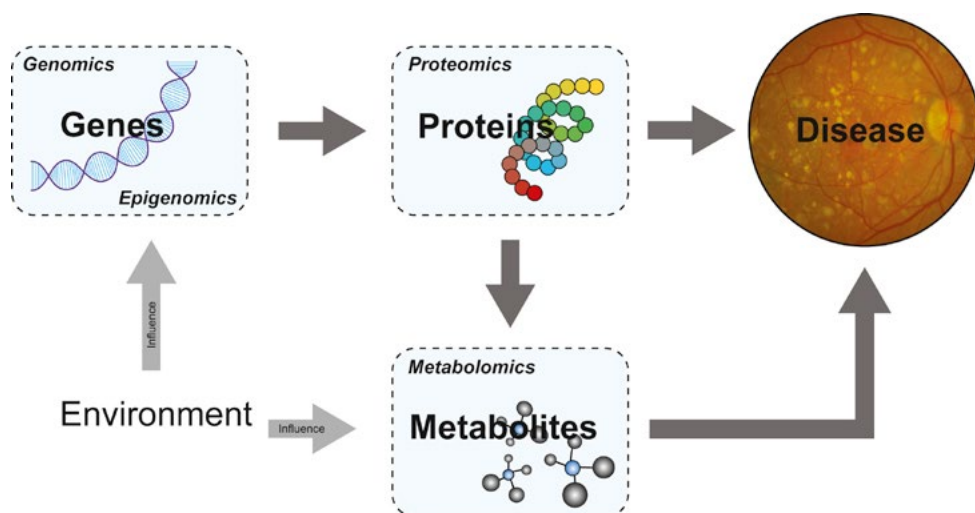 Genomics
Genes
Epigenomics
Proteomics
Proteins
Disease
Influence
Environment
Influence
Metabolomics
Metabolites